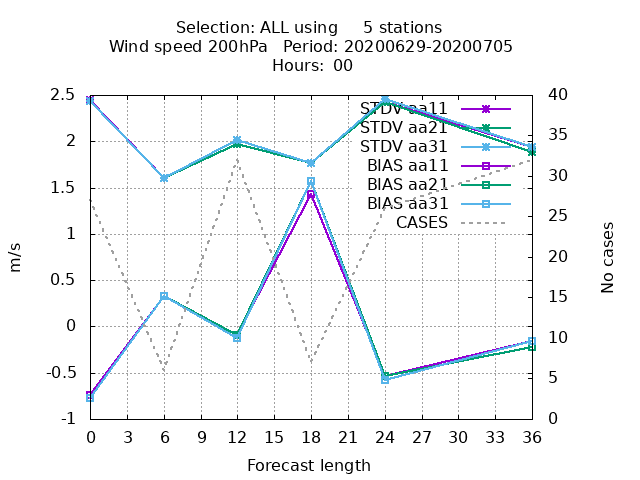 Selection: ALL using     5 stations
Wind speed 200hPa   Period: 20200629-20200705
Hours: 00
2.5
2
1.5
1
0.5
0
-0.5
-1
m/s
40
35
30
25
20
15
10
5
0
No cases
STDV aa11
STDV aa21
STDV aa31
BIAS aa11
BIAS aa21
BIAS aa31
CASES
0 3 6 9 12 15 18 21 24 27 30 33 36
Forecast length